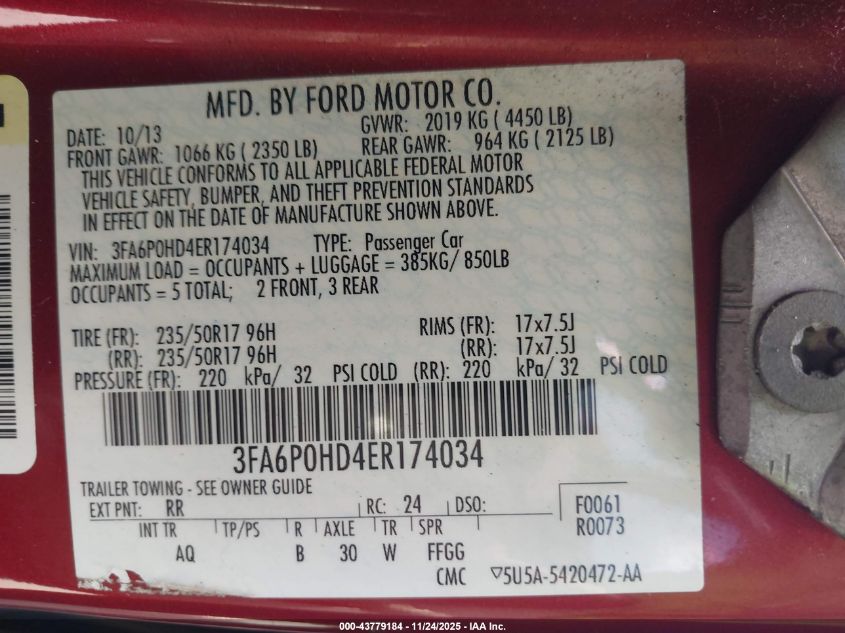 MFD. BY FORD MOTOR CO.
DATE: 10/13 GVWR: 2019 KG ( 4450 LB)
FRONT GAWR: 1066 KG ( 2350 LB) REAR GAWR: 964 KG ( 2125 LB)
THIS VEHICLE CONFORMS TO ALL APPLICABLE FEDERAL MOTOR
VEHICLE SAFETY, BUMPER, AND THEFT PREVENTION STANDARDS
IN EFFECT ON THE DATE OF MANUFACTURE SHOWN ABOVE.
VIN: 3FA6P0HD4ER174034 TYPE: Passenger Car
MAXIMUM LOAD = OCCUPANTS + LUGGAGE = 385KG/ 850LB
OCCUPANTS = 5 TOTAL; 2 FRONT, 3 REAR
TIRE (FR): 235/50R17 96H RIMS (FR): 17x7.5J
(RR): 235/50R17 96H (RR): 17x7.5J
PRESSURE (FR): 220 kPa/ 32 PSI COLD (RR): 220 kPa/ 32 PSI COLD
3FA6P0HD4ER174034
TRAILER TOWING - SEE OWNER GUIDE
EXT PNT: RR RC: 24 DSO: F0061
INT TR TP/PS R AXLE TR SPR R0073
AQ B 30 W FFGG
CMC ▽5U5A-5420472-AA
000-43779184 - 11/24/2025 - IAA Inc.